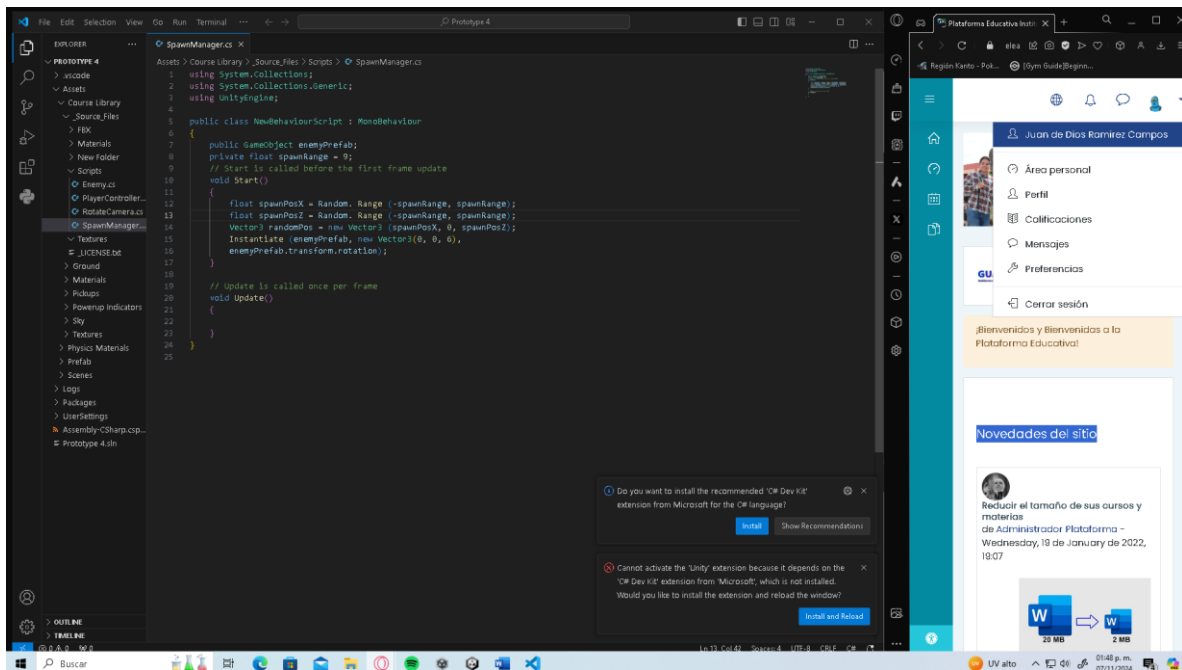 File Edit Selection View Go Run Terminal ··· Prototype 4
EXPLORER ···
PROTOTYPE 4
.vscode
Assets
Course Library
_Source_Files
FBX
Materials
New Folder
Scripts
Enemy.cs
PlayerController...
RotateCamera.cs
SpawnManager...
Textures
_LICENSE.txt
Ground
Materials
Pickups
Powerup Indicators
Sky
Textures
Physics Materials
Prefab
Scenes
Logs
Packages
UserSettings
Assembly-CSharp.csp...
Prototype 4.sln
OUTLINE
TIMELINE
SpawnManager.cs
Assets > Course Library > _Source_Files > Scripts > SpawnManager.cs
1 using System.Collections;
2 using System.Collections.Generic;
3 using UnityEngine;
4
5 public class NewBehaviourScript : MonoBehaviour
6 {
7 public GameObject enemyPrefab;
8 private float spawnRange = 9;
9 // Start is called before the first frame update
10 void Start()
11 {
12 float spawnPosX = Random. Range (-spawnRange, spawnRange);
13 float spawnPosZ = Random. Range (-spawnRange, spawnRange);
14 Vector3 randomPos = new Vector3 (spawnPosX, 0, spawnPosZ);
15 Instantiate (enemyPrefab, new Vector3(0, 0, 6),
16 enemyPrefab.transform.rotation);
17 }
18
19 // Update is called once per frame
20 void Update()
21 {
22
23 }
24 }
25
Do you want to install the recommended 'C# Dev Kit'
extension from Microsoft for the C# language?
Install Show Recommendations
Cannot activate the 'Unity' extension because it depends on the
'C# Dev Kit' extension from 'Microsoft', which is not installed.
Would you like to install the extension and reload the window?
Install and Reload
0 0 0
Ln 13, Col 42 Spaces: 4 UTF-8 CRLF C#
Plataforma Educativa Instit
elea
Región Kanto - Pok... [Gym Guide]Beginn...
Juan de Dios Ramirez Campos
Área personal
Perfil
Calificaciones
Mensajes
Preferencias
Cerrar sesión
GU
¡Bienvenidos y Bienvenidas a la
Plataforma Educativa!
Novedades del sitio
Reducir el tamaño de sus cursos y
materias
de Administrador Plataforma -
Wednesday, 19 de January de 2022,
19:07
W W
20 MB 2 MB
Buscar
UV alto
01:48 p. m.
07/11/2024